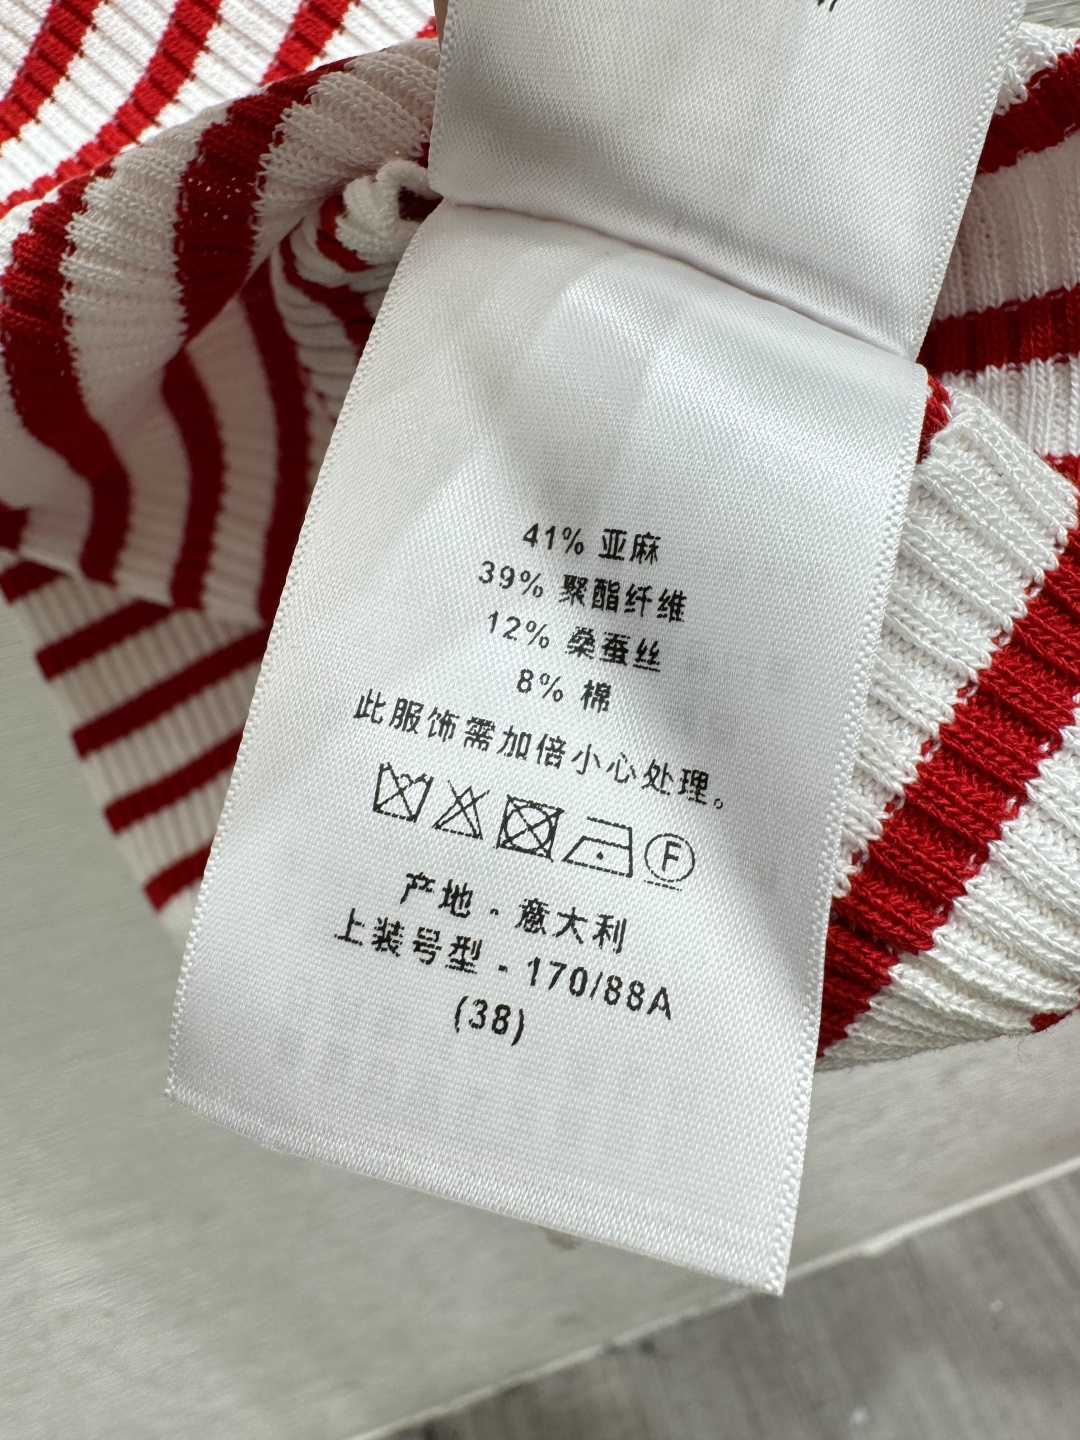 41% 亚麻
39% 聚酯纤维
12% 桑蚕丝
8% 棉
此服饰需加倍小心处理。
F
产地 - 意大利
上装号型 - 170/88A
(38)